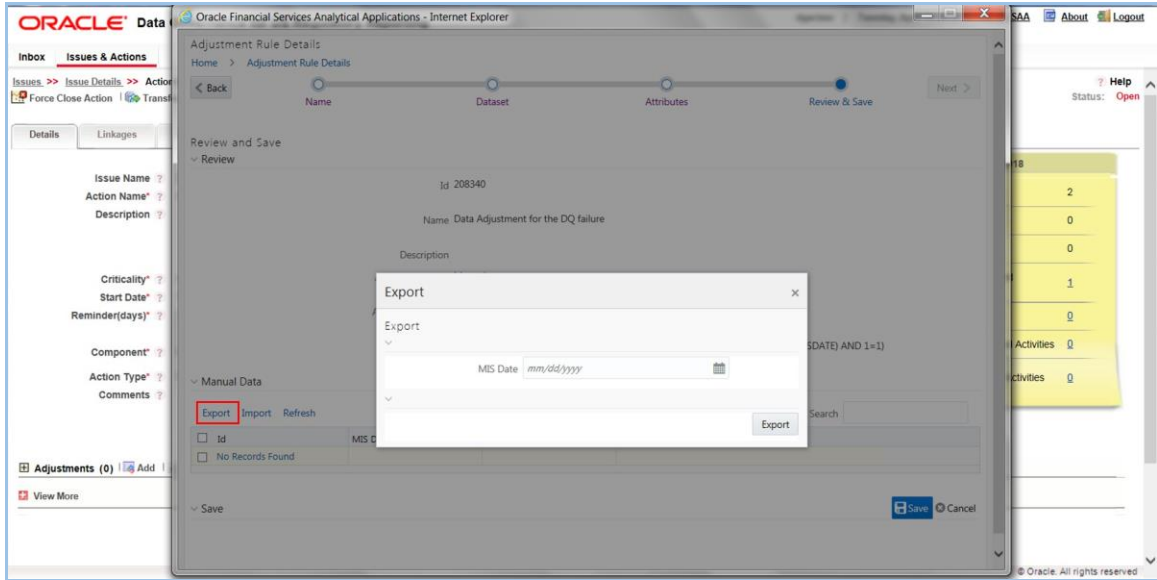 ORACLE® Data
SAA About Logout
Inbox Issues & Actions
Issues >> Issue Details >> Action
? Help
Force Close Action
Status: Open
Details Linkages
Issue Name ?
Action Name* ?
Description ?
Criticality* ?
Start Date* ?
Reminder(days)* ?
Component* ?
Action Type* ?
Comments ?
Adjustments (0) Add
View More
18
2
0
0
1
0
Activities 0
ctivities 0
Oracle Financial Services Analytical Applications - Internet Explorer
Adjustment Rule Details
Home > Adjustment Rule Details
< Back
Name
Dataset
Attributes
Review & Save
Next >
Review and Save
Review
Id 208340
Name Data Adjustment for the DQ failure
Description
SDATE) AND 1=1)
Manual Data
Export Import Refresh
Search
Id MIS D
No Records Found
Save
Save Cancel
Export ×
Export
MIS Date mm/dd/yyyy
Export
© Oracle. All rights reserved